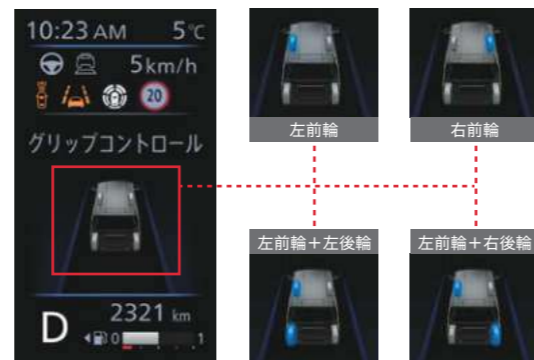 10:23 AM 5℃
5km/h
20
グリップコントロール
D
2321 km
0 1
左前輪
右前輪
左前輪+左後輪
左前輪+右後輪